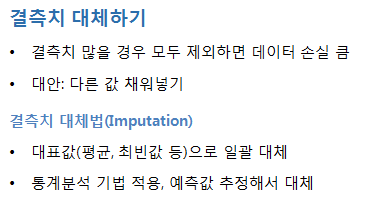 결측치 대체하기
• 결측치 많을 경우 모두 제외하면 데이터 손실 큼
• 대안: 다른 값 채워넣기
결측치 대체법(Imputation)
• 대표값(평균, 최빈값 등)으로 일괄 대체
• 통계분석 기법 적용, 예측값 추정해서 대체